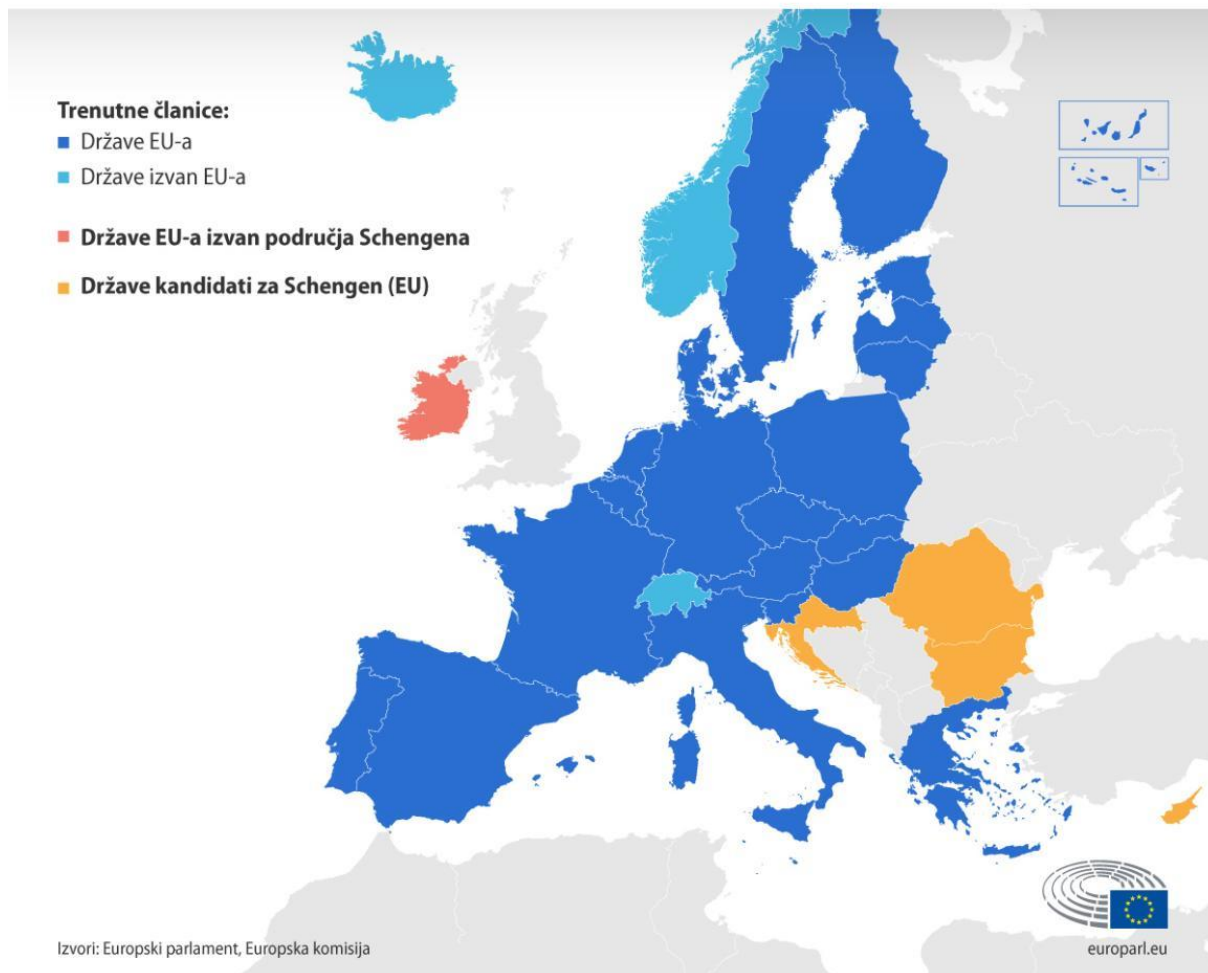 Trenutne članice:
Države EU-a
Države izvan EU-a
Države EU-a izvan područja Schengena
Države kandidati za Schengen (EU)
Izvori: Europski parlament, Europska komisija
europarl.eu